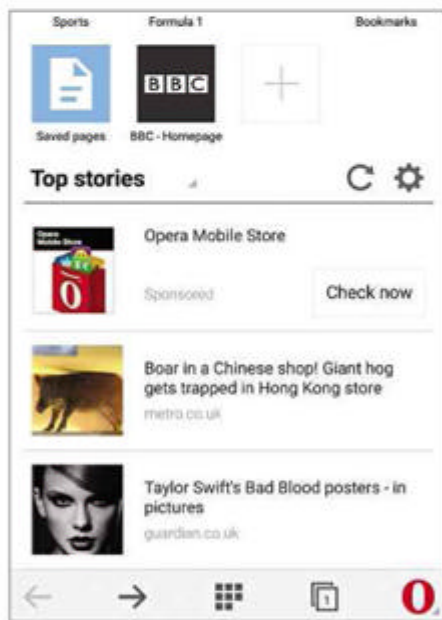 Sports Formula 1 Bookmarks
BBC
Saved pages BBC - Homepage
Top stories
Opera
Mobile Store
Opera Mobile Store
Sponsored Check now
Boar in a Chinese shop! Giant hog
gets trapped in Hong Kong store
metro.co.uk
Taylor Swift's Bad Blood posters - in
pictures
guardian.co.uk
1